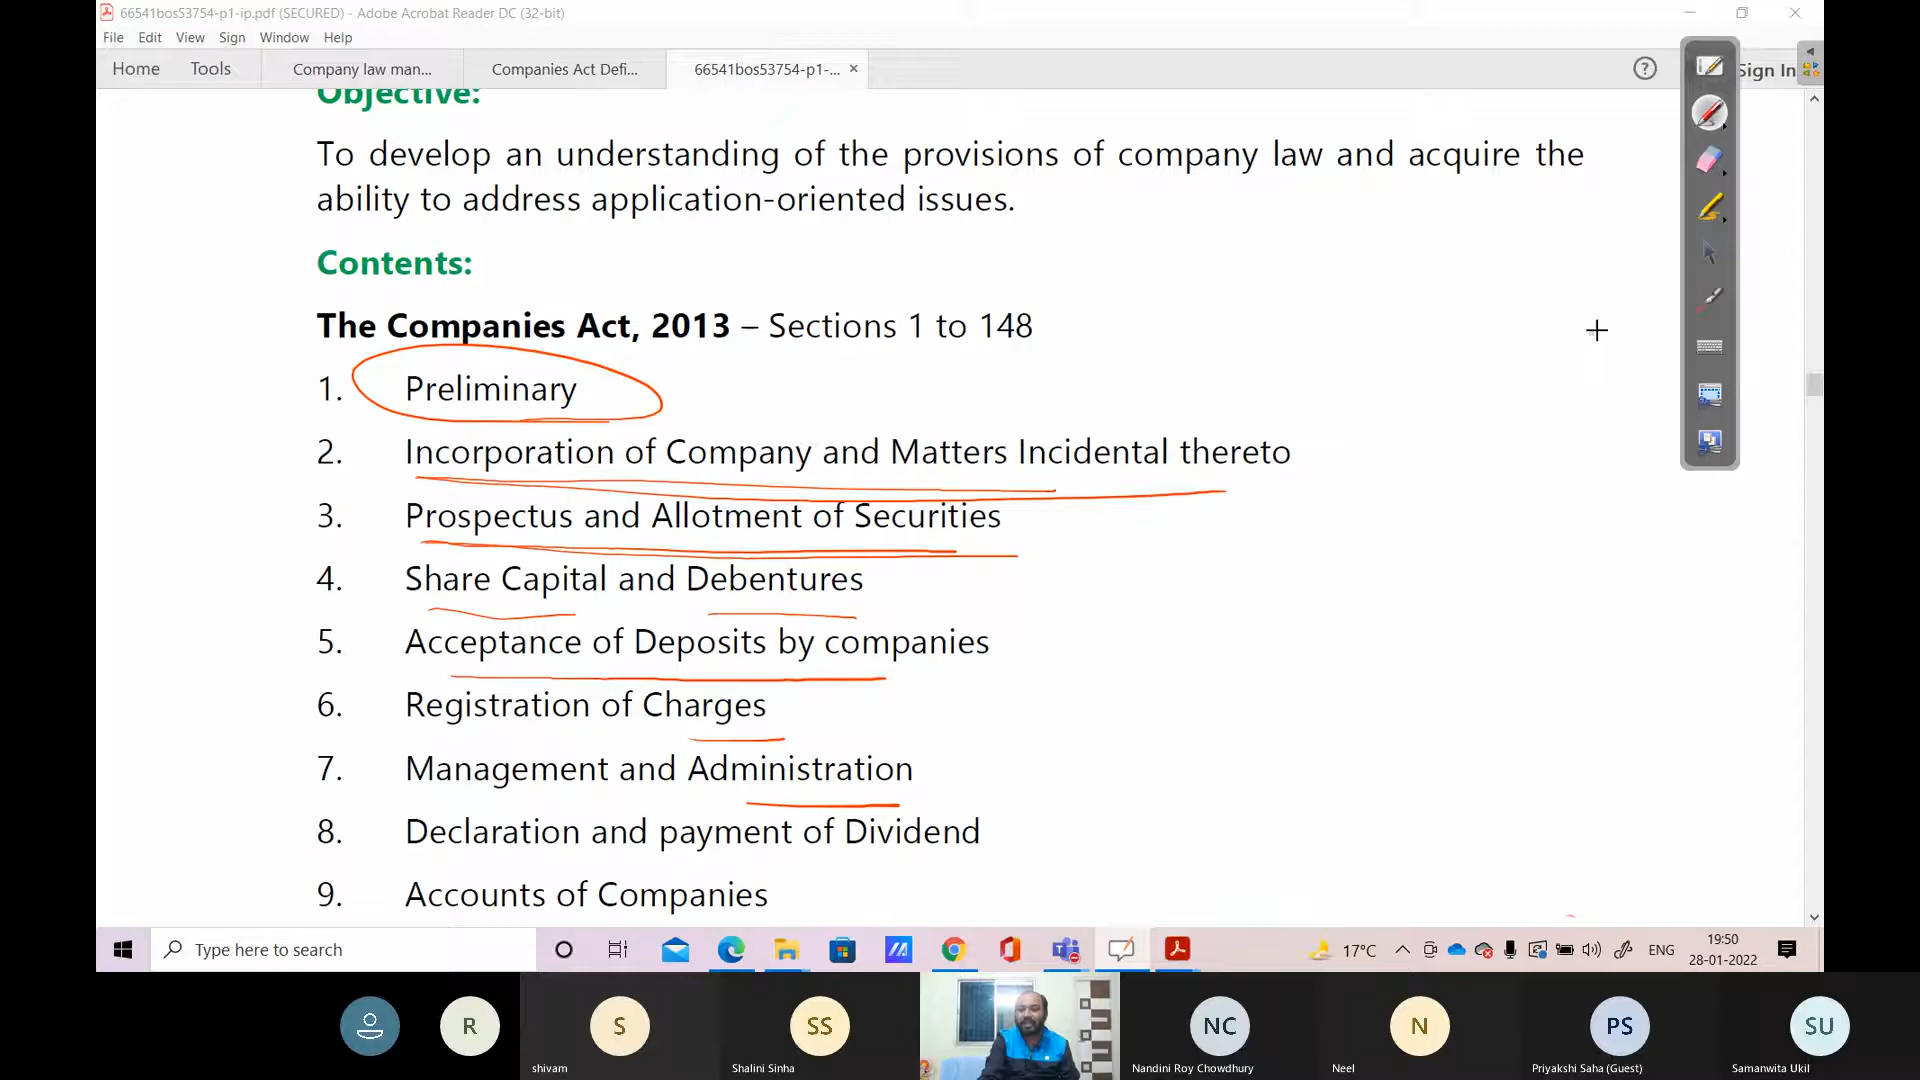 66541bos53754-p1-ip.pdf (SECURED) - Adobe Acrobat Reader DC (32-bit)
File Edit View Sign Window Help
Home Tools Company law man... Companies Act Defi... 66541bos53754-p1-... × ? Sign In
Objective:
To develop an understanding of the provisions of company law and acquire the
ability to address application-oriented issues.
Contents:
The Companies Act, 2013 – Sections 1 to 148
1. Preliminary
2. Incorporation of Company and Matters Incidental thereto
3. Prospectus and Allotment of Securities
4. Share Capital and Debentures
5. Acceptance of Deposits by companies
6. Registration of Charges
7. Management and Administration
8. Declaration and payment of Dividend
9. Accounts of Companies
Type here to search 17°C ENG 19:50
28-01-2022
R S SS NC N PS SU
shivam Shalini Sinha Nandini Roy Chowdhury Neel Priyakshi Saha (Guest) Samanwita Ukil